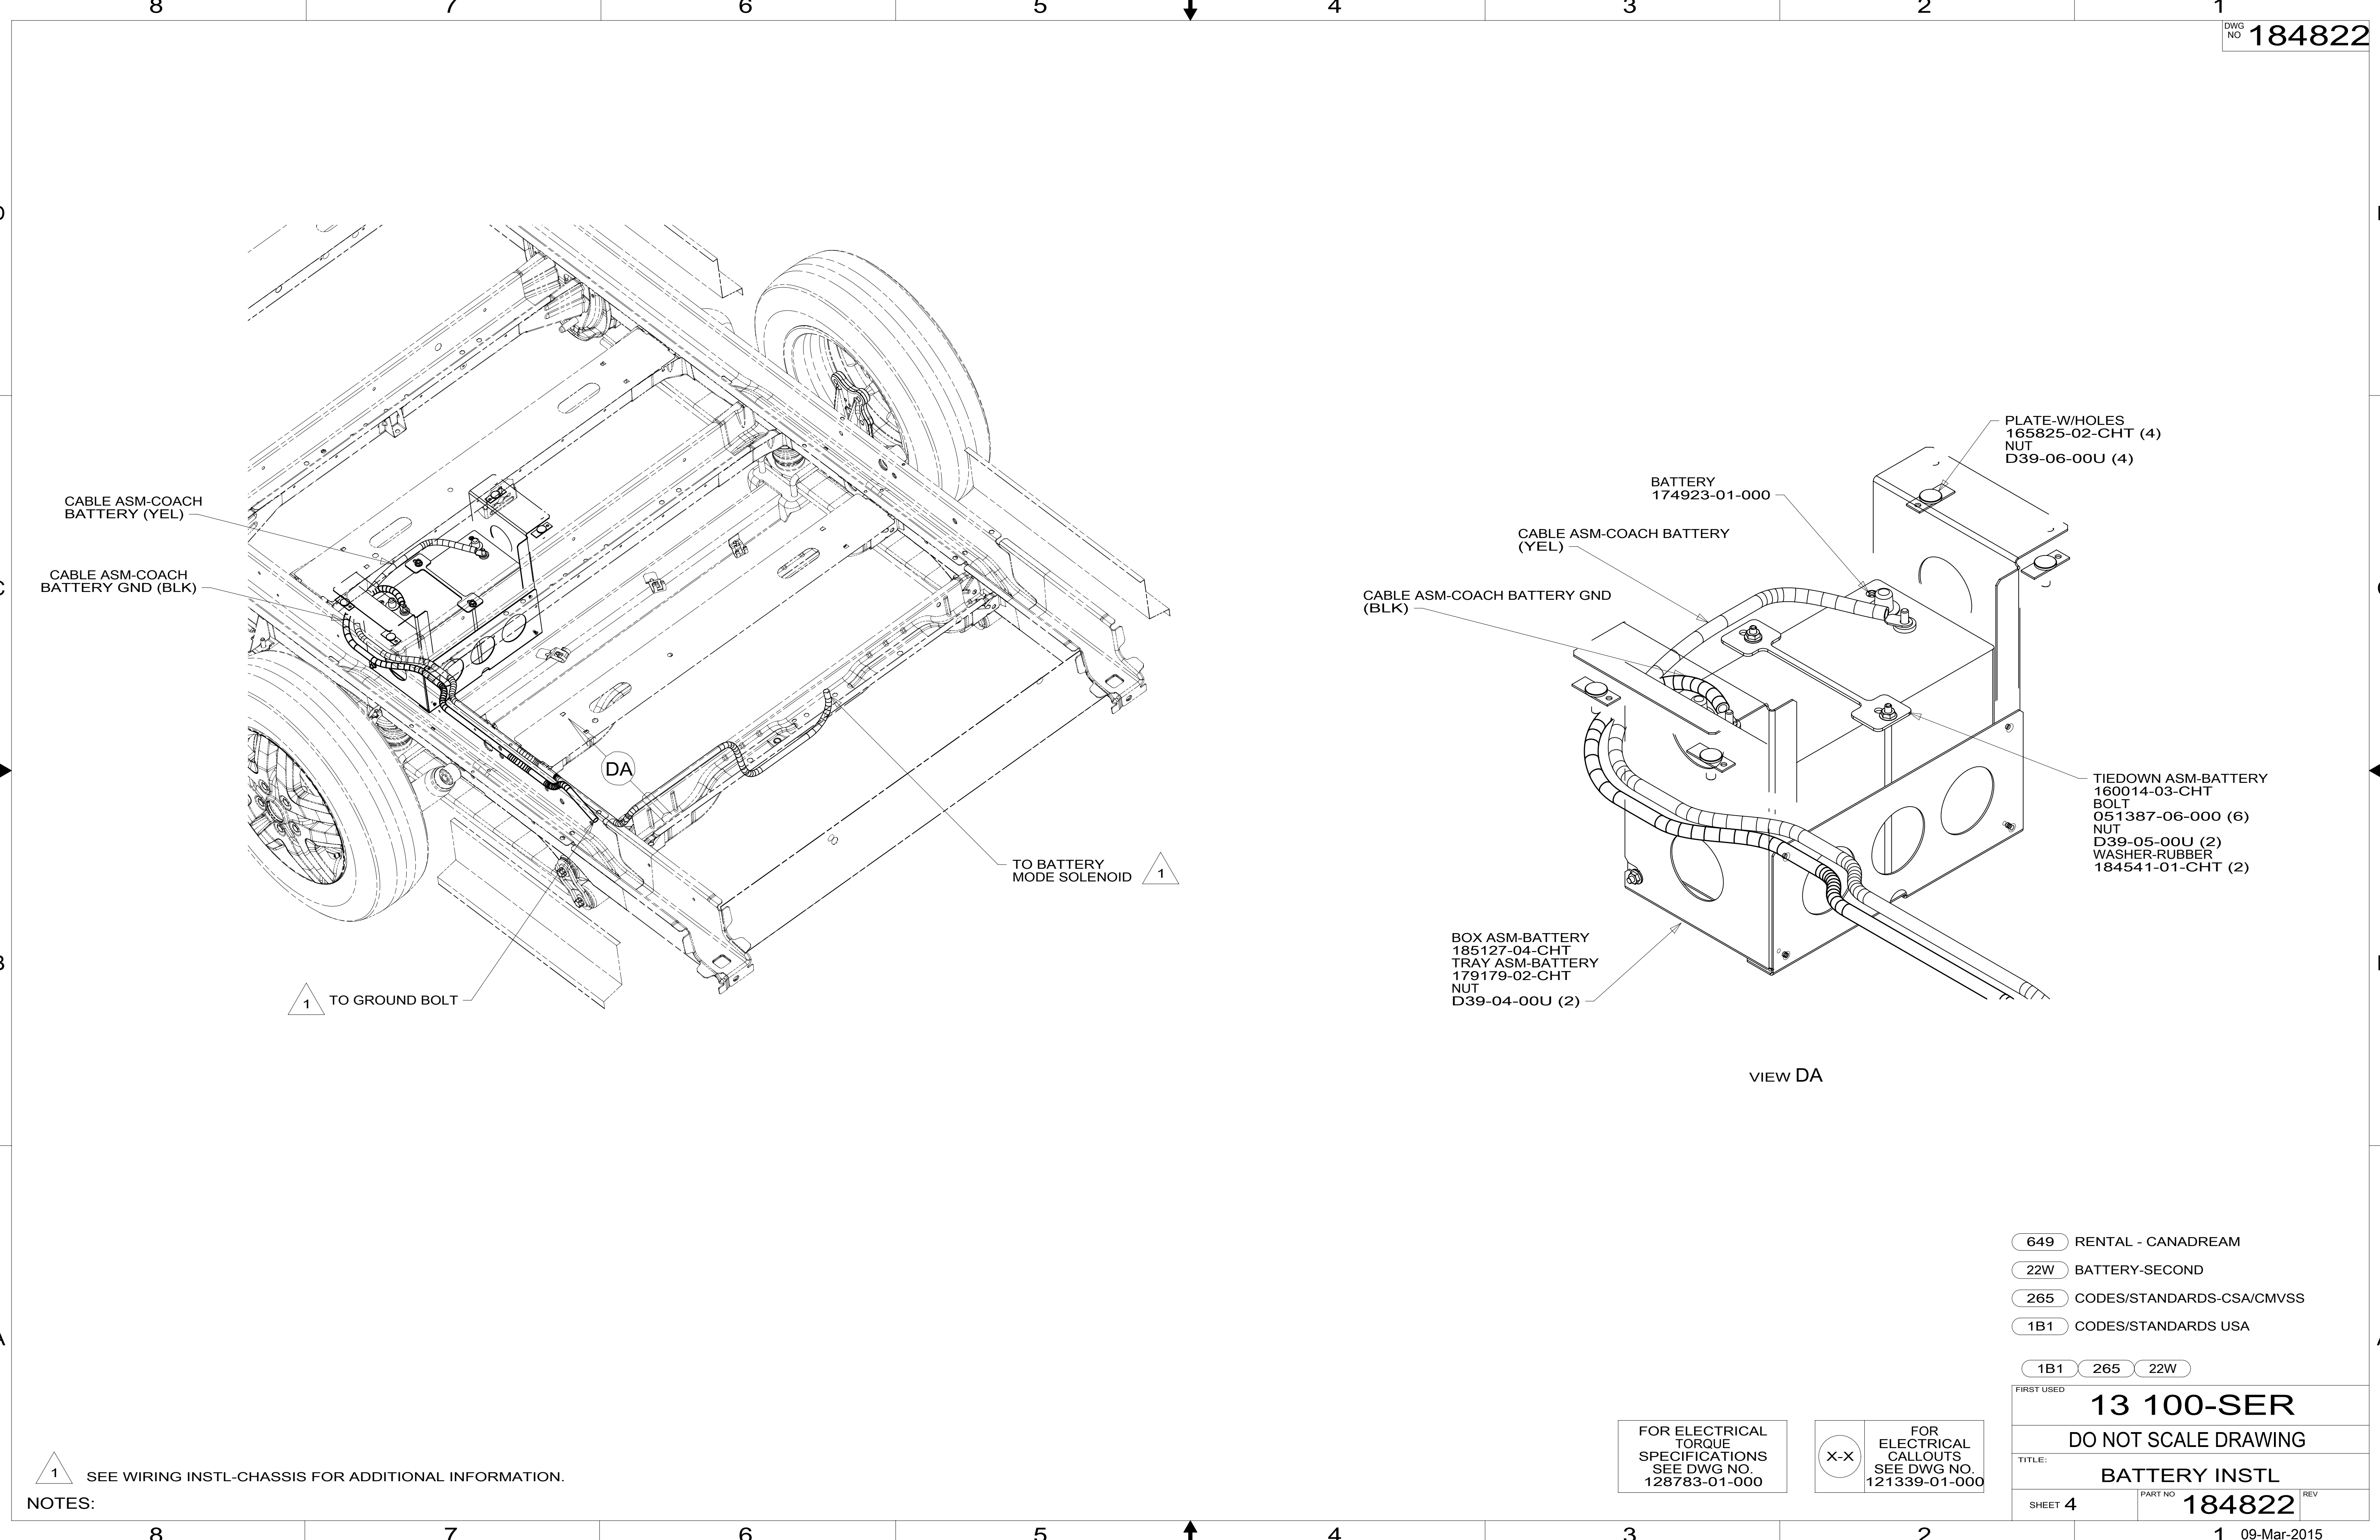 8 7 6 5 4 3 2 1
DWG
NO 184822
CABLE ASM-COACH
BATTERY (YEL)
CABLE ASM-COACH
BATTERY GND (BLK)
DA
TO BATTERY
MODE SOLENOID 1
1 TO GROUND BOLT
PLATE-W/HOLES
165825-02-CHT (4)
NUT
D39-06-00U (4)
BATTERY
174923-01-000
CABLE ASM-COACH BATTERY
(YEL)
CABLE ASM-COACH BATTERY GND
(BLK)
TIEDOWN ASM-BATTERY
160014-03-CHT
BOLT
051387-06-000 (6)
NUT
D39-05-00U (2)
WASHER-RUBBER
184541-01-CHT (2)
BOX ASM-BATTERY
185127-04-CHT
TRAY ASM-BATTERY
179179-02-CHT
NUT
D39-04-00U (2)
VIEW DA
649 RENTAL - CANADREAM
22W BATTERY-SECOND
265 CODES/STANDARDS-CSA/CMVSS
1B1 CODES/STANDARDS USA
1B1 265 22W
FIRST USED
13 100-SER
DO NOT SCALE DRAWING
TITLE:
BATTERY INSTL
SHEET 4
PART NO 184822 REV
FOR ELECTRICAL
TORQUE
SPECIFICATIONS
SEE DWG NO.
128783-01-000
X-X
FOR
ELECTRICAL
CALLOUTS
SEE DWG NO.
121339-01-000
1 SEE WIRING INSTL-CHASSIS FOR ADDITIONAL INFORMATION.
NOTES:
8 7 6 5 4 3 2 1
09-Mar-2015